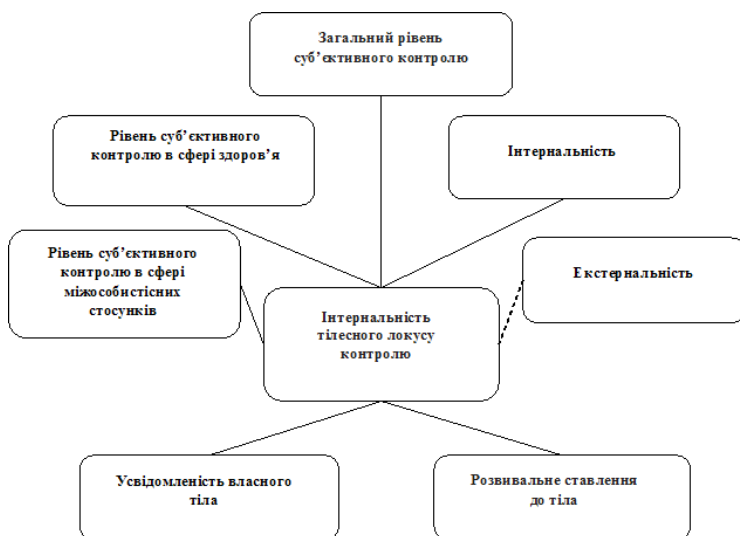 Загальний рівень
суб’єктивного контролю
Рівень суб’єктивного
контролю в сфері здоров’я
Інтернальність
Рівень суб’єктивного
контролю в сфері
міжособистісних
стосунків
Екстернальність
Інтернальність
тілесного локусу
контролю
Усвідомленість власного
тіла
Розвивальне ставлення
до тіла